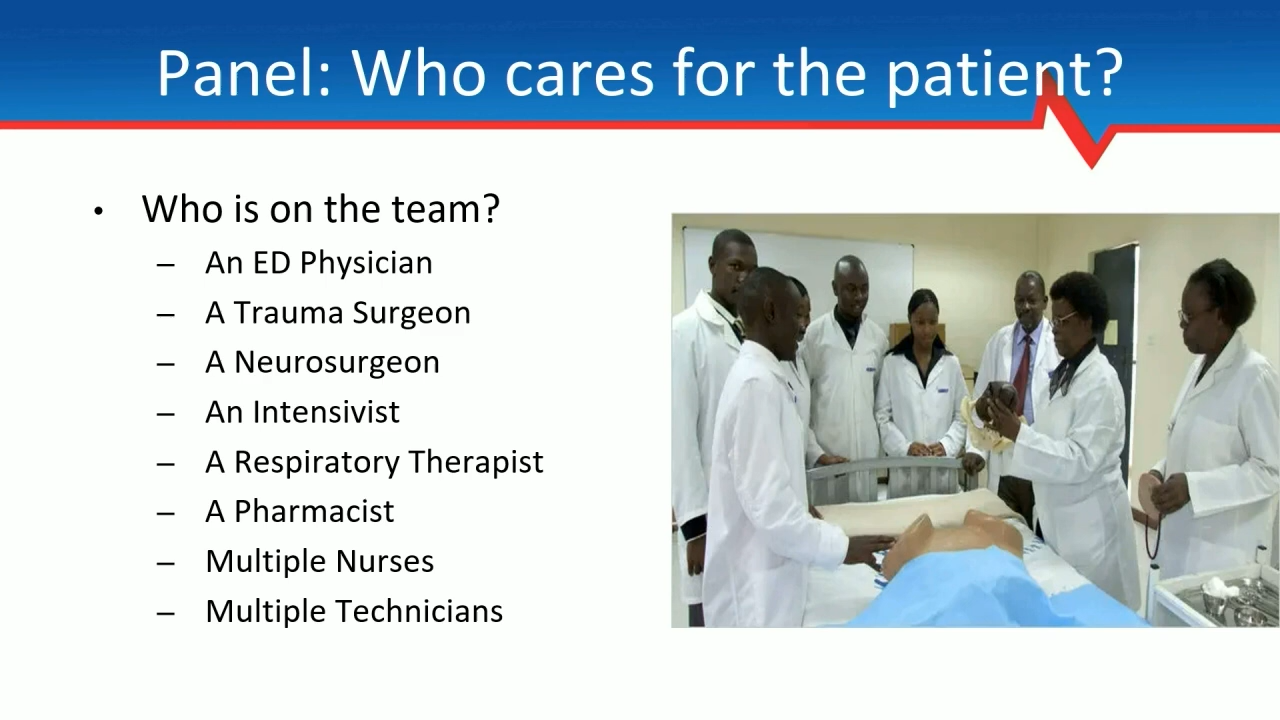 Panel: Who cares for the patient?
• Who is on the team?
– An ED Physician
– A Trauma Surgeon
– A Neurosurgeon
– An Intensivist
– A Respiratory Therapist
– A Pharmacist
– Multiple Nurses
– Multiple Technicians